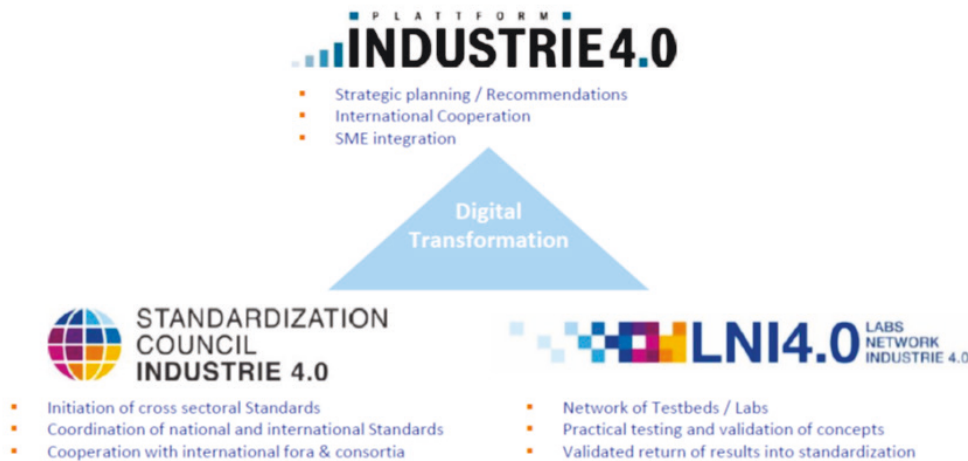 PLATTFORM
INDUSTRIE4.0
Strategic planning / Recommendations
International Cooperation
SME integration
Digital
Transformation
STANDARDIZATION
COUNCIL
INDUSTRIE 4.0
Initiation of cross sectoral Standards
Coordination of national and international Standards
Cooperation with international fora & consortia
LNI4.0
LABS
NETWORK
INDUSTRIE 4.0
Network of Testbeds / Labs
Practical testing and validation of concepts
Validated return of results into standardization